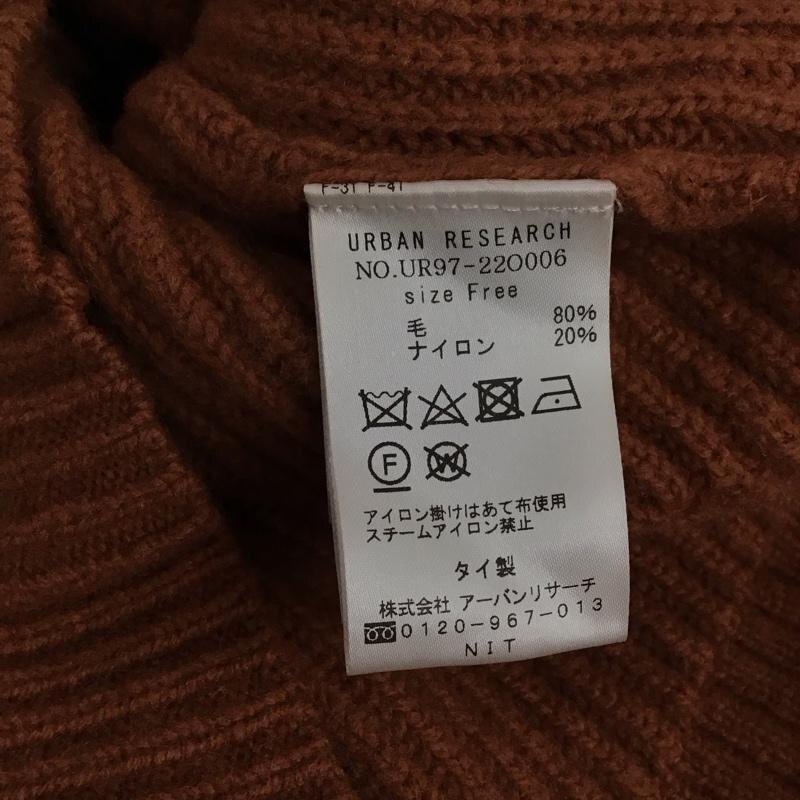 F-31 F-41
URBAN RESEARCH
NO.UR97-22O006
size Free
毛 80%
ナイロン 20%
F W
アイロン掛けはあて布使用
スチームアイロン禁止
タイ製
株式会社 アーバンリサーチ
0120-967-013
NIT